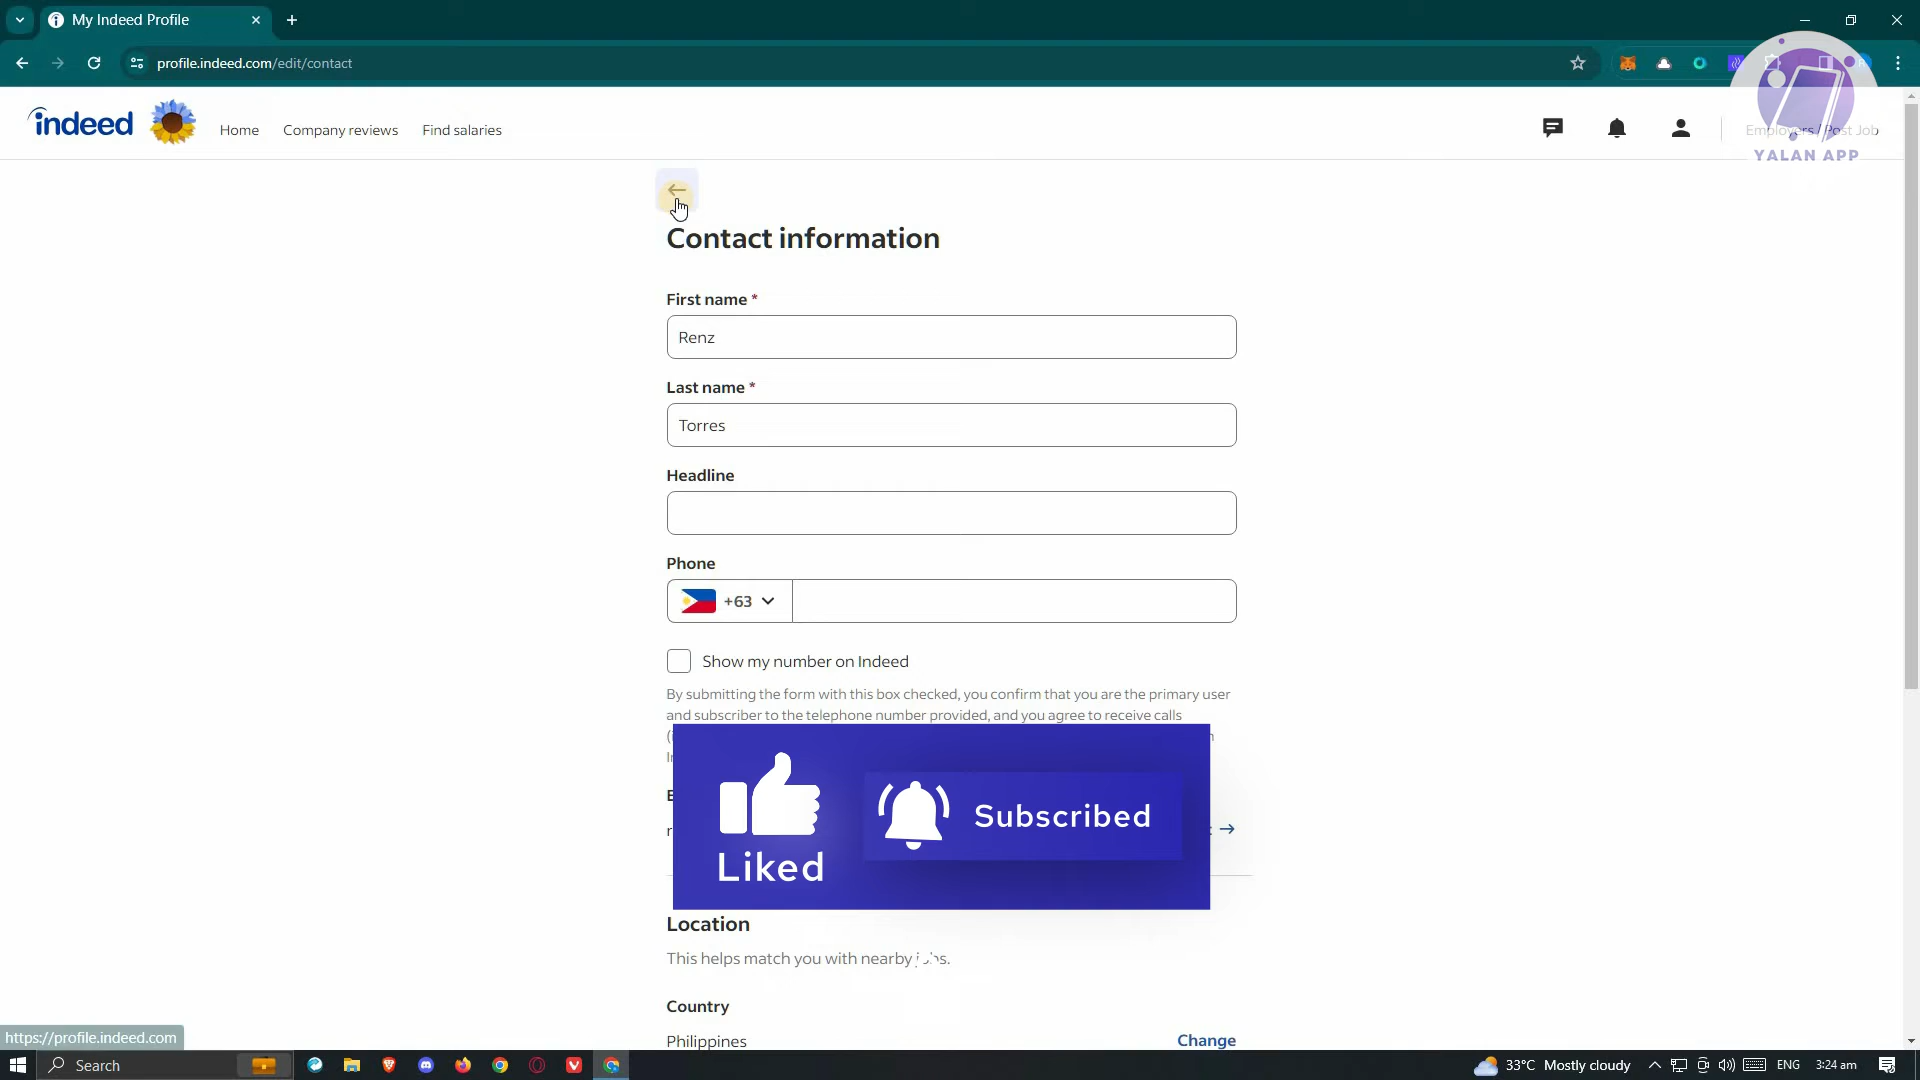 My Indeed Profile
profile.indeed.com/edit/contact
indeed
Home
Company reviews
Find salaries
Employers / Post Job
YALAN APP
Contact information
First name *
Renz
Last name *
Torres
Headline
Phone
+63
Show my number on Indeed
By submitting the form with this box checked, you confirm that you are the primary user
and subscriber to the telephone number provided, and you agree to receive calls
Liked
Subscribed
Location
This helps match you with nearby jobs.
Country
Philippines
Change
https://profile.indeed.com
Search
33°C Mostly cloudy
ENG
3:24 am